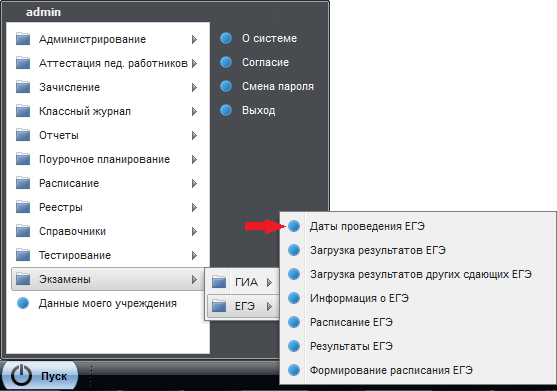 admin
Администрирование
Аттестация пед. работников
Зачисление
Классный журнал
Отчеты
Поурочное планирование
Расписание
Реестры
Справочники
Тестирование
Экзамены
Данные моего учреждения
О системе
Согласие
Смена пароля
Выход
ГИА
ЕГЭ
Даты проведения ЕГЭ
Загрузка результатов ЕГЭ
Загрузка результатов других сдающих ЕГЭ
Информация о ЕГЭ
Расписание ЕГЭ
Результаты ЕГЭ
Формирование расписания ЕГЭ
Пуск